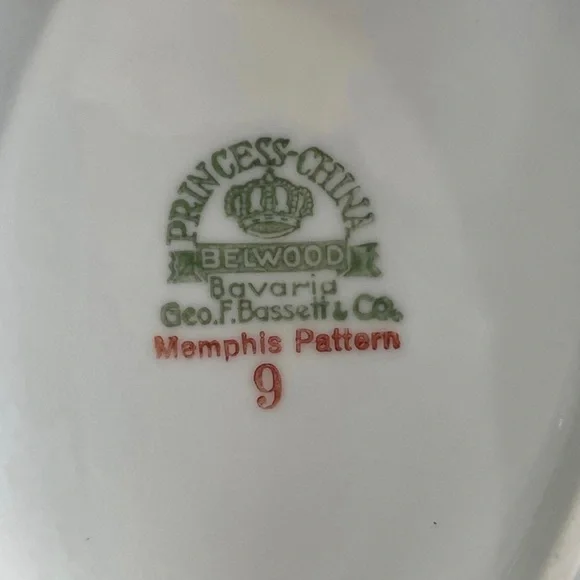 PRINCESS-CHINA
BELWOOD
Bavaria
Geo.F.Bassett & Co.
Memphis Pattern
9